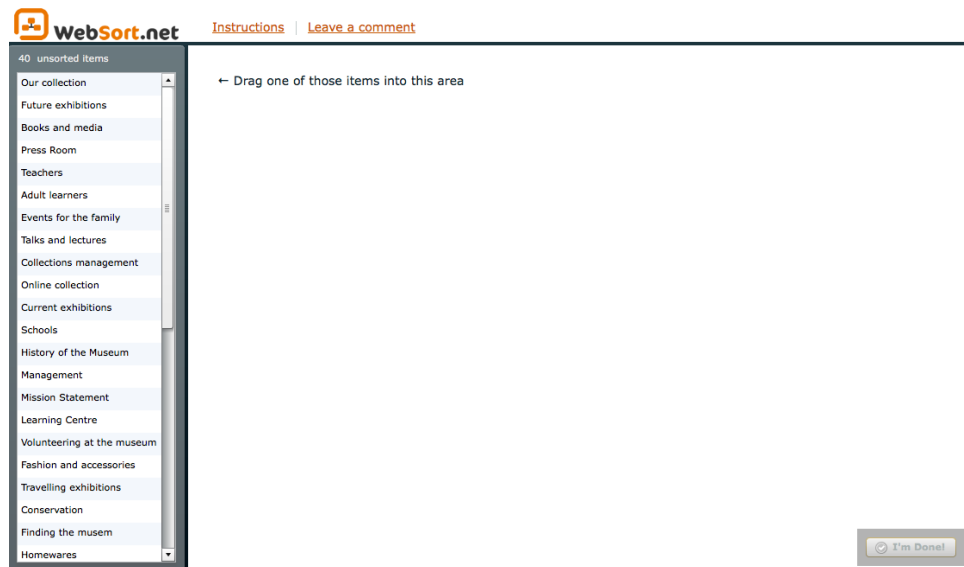 WebSort.net
Instructions | Leave a comment
40 unsorted items
← Drag one of those items into this area
Our collection
Future exhibitions
Books and media
Press Room
Teachers
Adult learners
Events for the family
Talks and lectures
Collections management
Online collection
Current exhibitions
Schools
History of the Museum
Management
Mission Statement
Learning Centre
Volunteering at the museum
Fashion and accessories
Travelling exhibitions
Conservation
Finding the musem
Homewares
I'm Done!